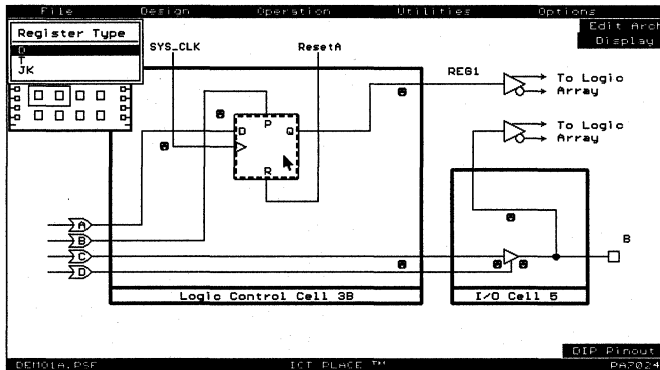 File Design Operation Utilities Options
Edit Arch
Display
Register Type
D
T
JK
SYS_CLK ResetA
REG1
To Logic
Array
To Logic
Array
P
D Q
R
A
B
C
D
B
Logic Control Cell 3B
I/O Cell 5
DIP Pinout
DEMO1A.PSF ICT PLACE ™ PA7024